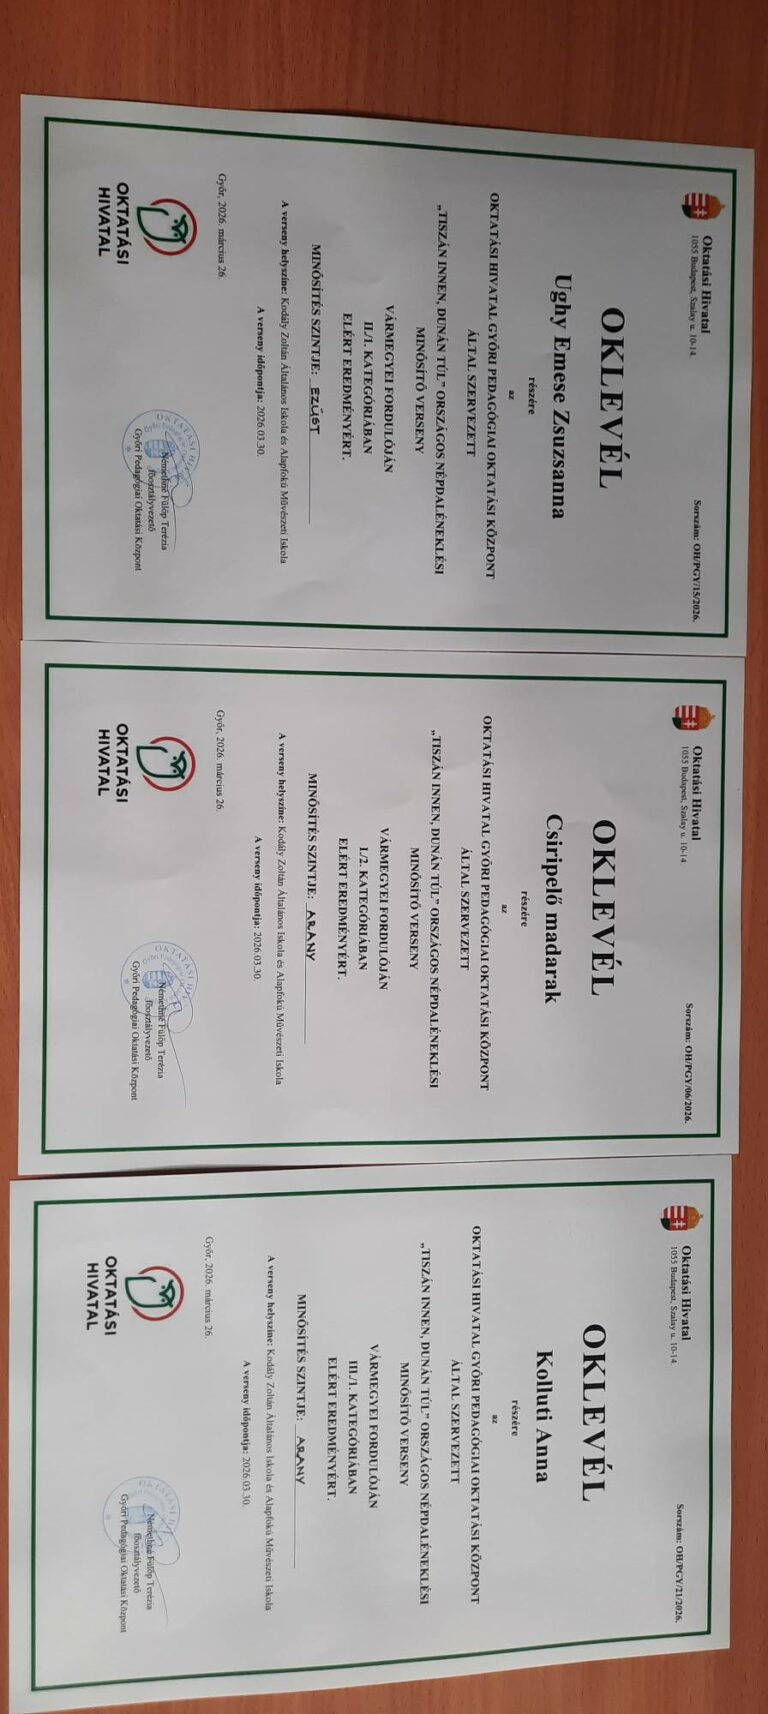 Oktatási Hivatal
1055 Budapest, Szalay u. 10-14.
Sorszám: OH/PGY/15/2026.
OKLEVÉL
Ughy Emese Zsuzsanna
részére
az
OKTATÁSI HIVATAL GYŐRI PEDAGÓGIAI OKTATÁSI KÖZPONT
ÁLTAL SZERVEZETT
„TISZÁN INNEN, DUNÁN TÚL” ORSZÁGOS NÉPDALÉNEKLÉSI
MINŐSÍTŐ VERSENY
VÁRMEGYEI FORDULÓJÁN
II./1. KATEGÓRIÁBAN
ELÉRT EREDMÉNYÉRT.
MINŐSÍTÉS SZINTJE: EZÜST
A verseny helyszíne: Kodály Zoltán Általános Iskola és Alapfokú Művészeti Iskola
A verseny időpontja: 2026.03.30.
Győr, 2026. március 26.
OKTATÁSI
HIVATAL
Némethné Fülöp Terézia
főosztályvezető
Győri Pedagógiai Oktatási Központ
Oktatási Hivatal
1055 Budapest, Szalay u. 10-14.
Sorszám: OH/PGY/06/2026.
OKLEVÉL
Csiripelő madarak
részére
az
OKTATÁSI HIVATAL GYŐRI PEDAGÓGIAI OKTATÁSI KÖZPONT
ÁLTAL SZERVEZETT
„TISZÁN INNEN, DUNÁN TÚL” ORSZÁGOS NÉPDALÉNEKLÉSI
MINŐSÍTŐ VERSENY
VÁRMEGYEI FORDULÓJÁN
I./2. KATEGÓRIÁBAN
ELÉRT EREDMÉNYÉRT.
MINŐSÍTÉS SZINTJE: ARANY
A verseny helyszíne: Kodály Zoltán Általános Iskola és Alapfokú Művészeti Iskola
A verseny időpontja: 2026.03.30.
Győr, 2026. március 26.
OKTATÁSI
HIVATAL
Némethné Fülöp Terézia
főosztályvezető
Győri Pedagógiai Oktatási Központ
Oktatási Hivatal
1055 Budapest, Szalay u. 10-14.
Sorszám: OH/PGY/21/2026.
OKLEVÉL
Kolluti Anna
részére
az
OKTATÁSI HIVATAL GYŐRI PEDAGÓGIAI OKTATÁSI KÖZPONT
ÁLTAL SZERVEZETT
„TISZÁN INNEN, DUNÁN TÚL” ORSZÁGOS NÉPDALÉNEKLÉSI
MINŐSÍTŐ VERSENY
VÁRMEGYEI FORDULÓJÁN
III./1. KATEGÓRIÁBAN
ELÉRT EREDMÉNYÉRT.
MINŐSÍTÉS SZINTJE: ARANY
A verseny helyszíne: Kodály Zoltán Általános Iskola és Alapfokú Művészeti Iskola
A verseny időpontja: 2026.03.30.
Győr, 2026. március 26.
OKTATÁSI
HIVATAL
Némethné Fülöp Terézia
főosztályvezető
Győri Pedagógiai Oktatási Központ